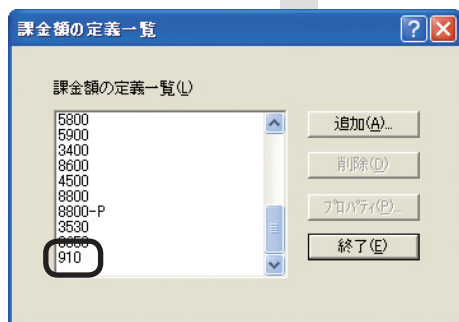 課金額の定義一覧
課金額の定義一覧(L)
5800
5900
3400
8600
4500
8800
8800-P
3530
910
追加(A)...
削除(D)
プロパティ(P)...
終了(E)